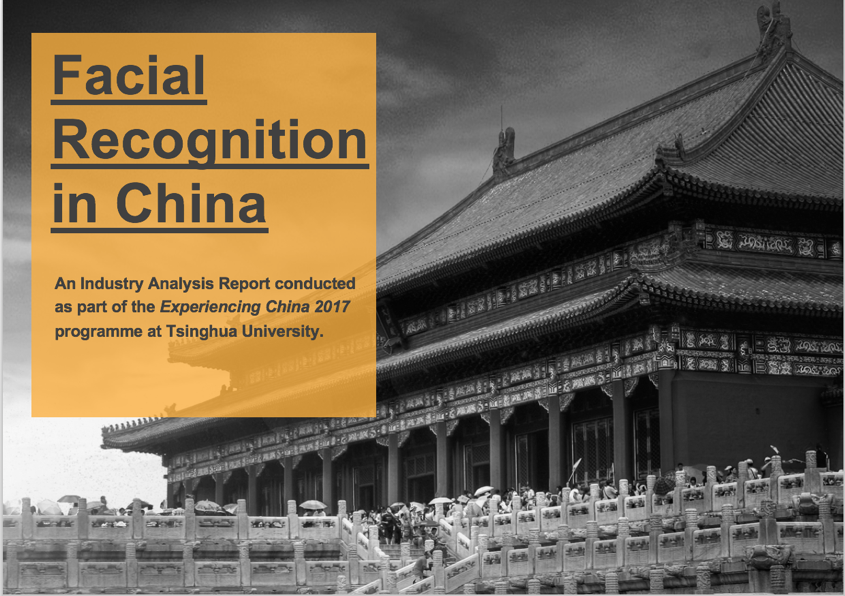 Facial
Recognition
in China
An Industry Analysis Report conducted
as part of the Experiencing China 2017
programme at Tsinghua University.